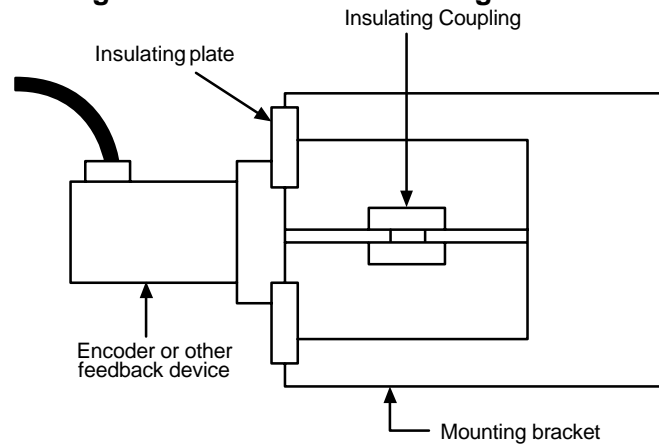 Insulating Coupling
Insulating plate
Encoder or other
feedback device
Mounting bracket